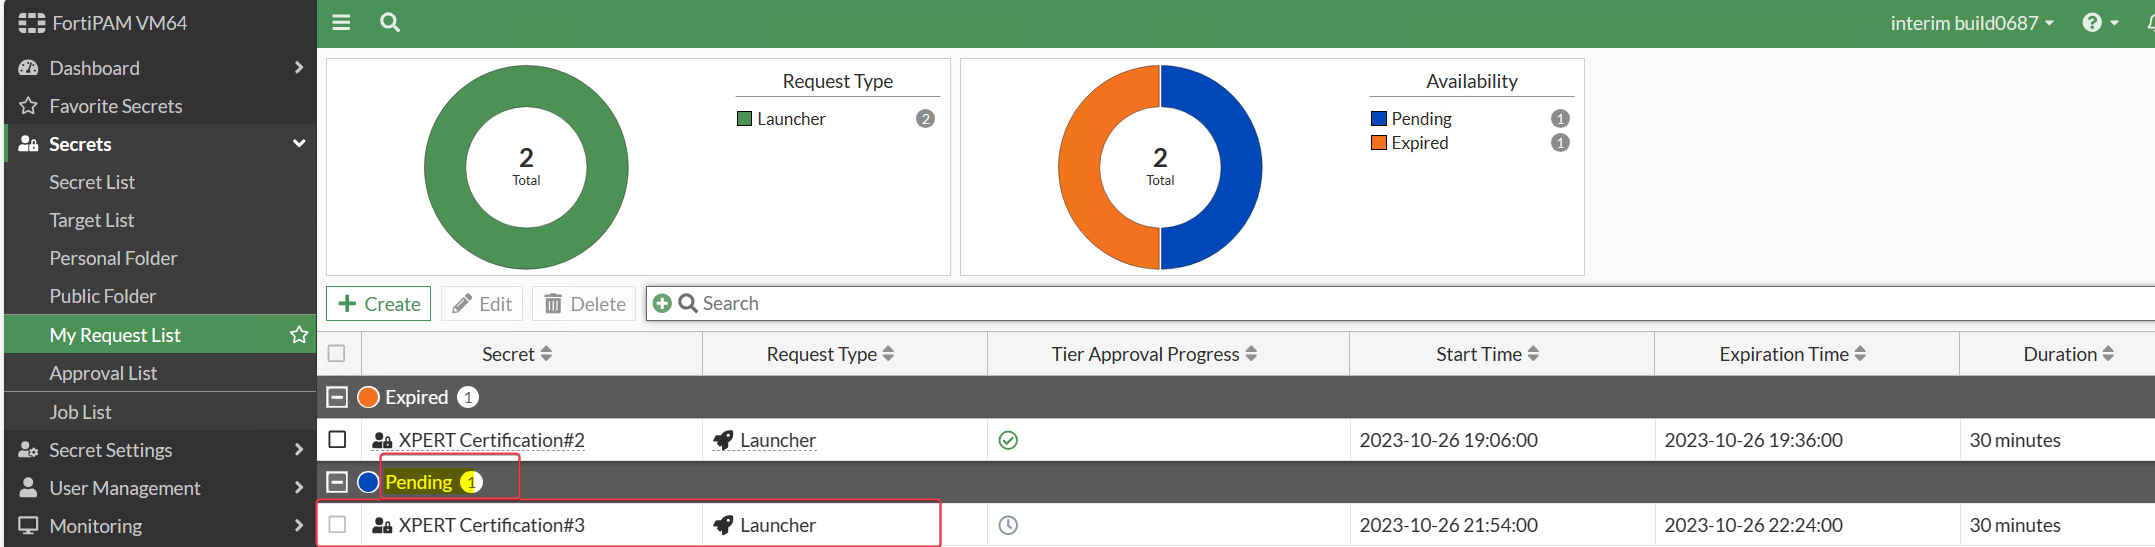 FortiPAM VM64
interim build0687
Dashboard
Favorite Secrets
Secrets
Secret List
Target List
Personal Folder
Public Folder
My Request List
Approval List
Job List
Secret Settings
User Management
Monitoring
2
Total
Request Type
Launcher 2
2
Total
Availability
Pending 1
Expired 1
Create Edit Delete Search
Secret Request Type Tier Approval Progress Start Time Expiration Time Duration
Expired 1
XPERT Certification#2 Launcher 2023-10-26 19:06:00 2023-10-26 19:36:00 30 minutes
Pending 1
XPERT Certification#3 Launcher 2023-10-26 21:54:00 2023-10-26 22:24:00 30 minutes